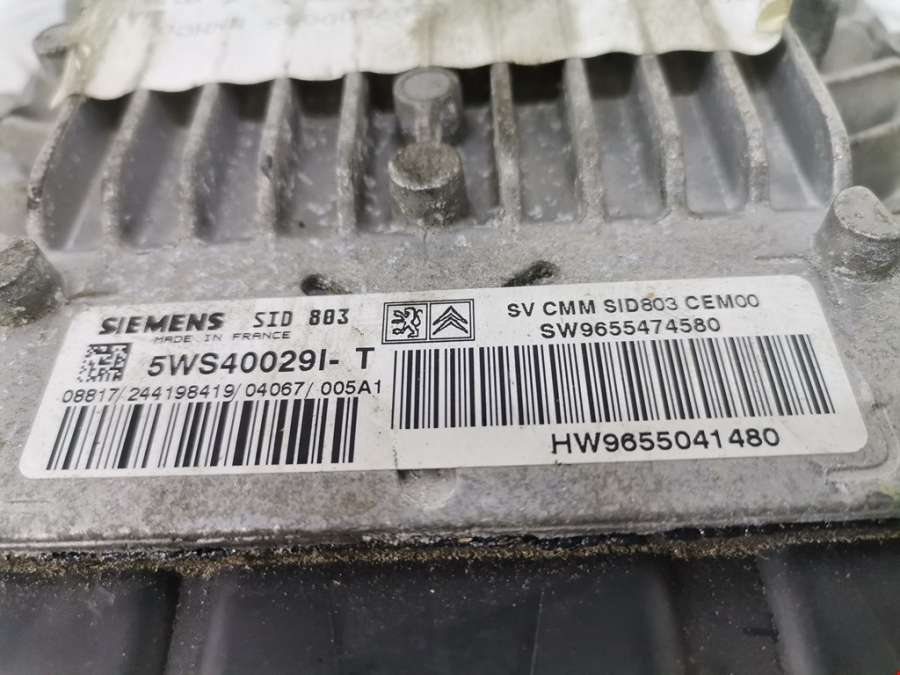 SIEMENS SID 803
MADE IN FRANCE
5WS40029I- T
08817/244198419/04067/005A1
SV CMM SID803 CEM00
SW9655474580
HW9655041480